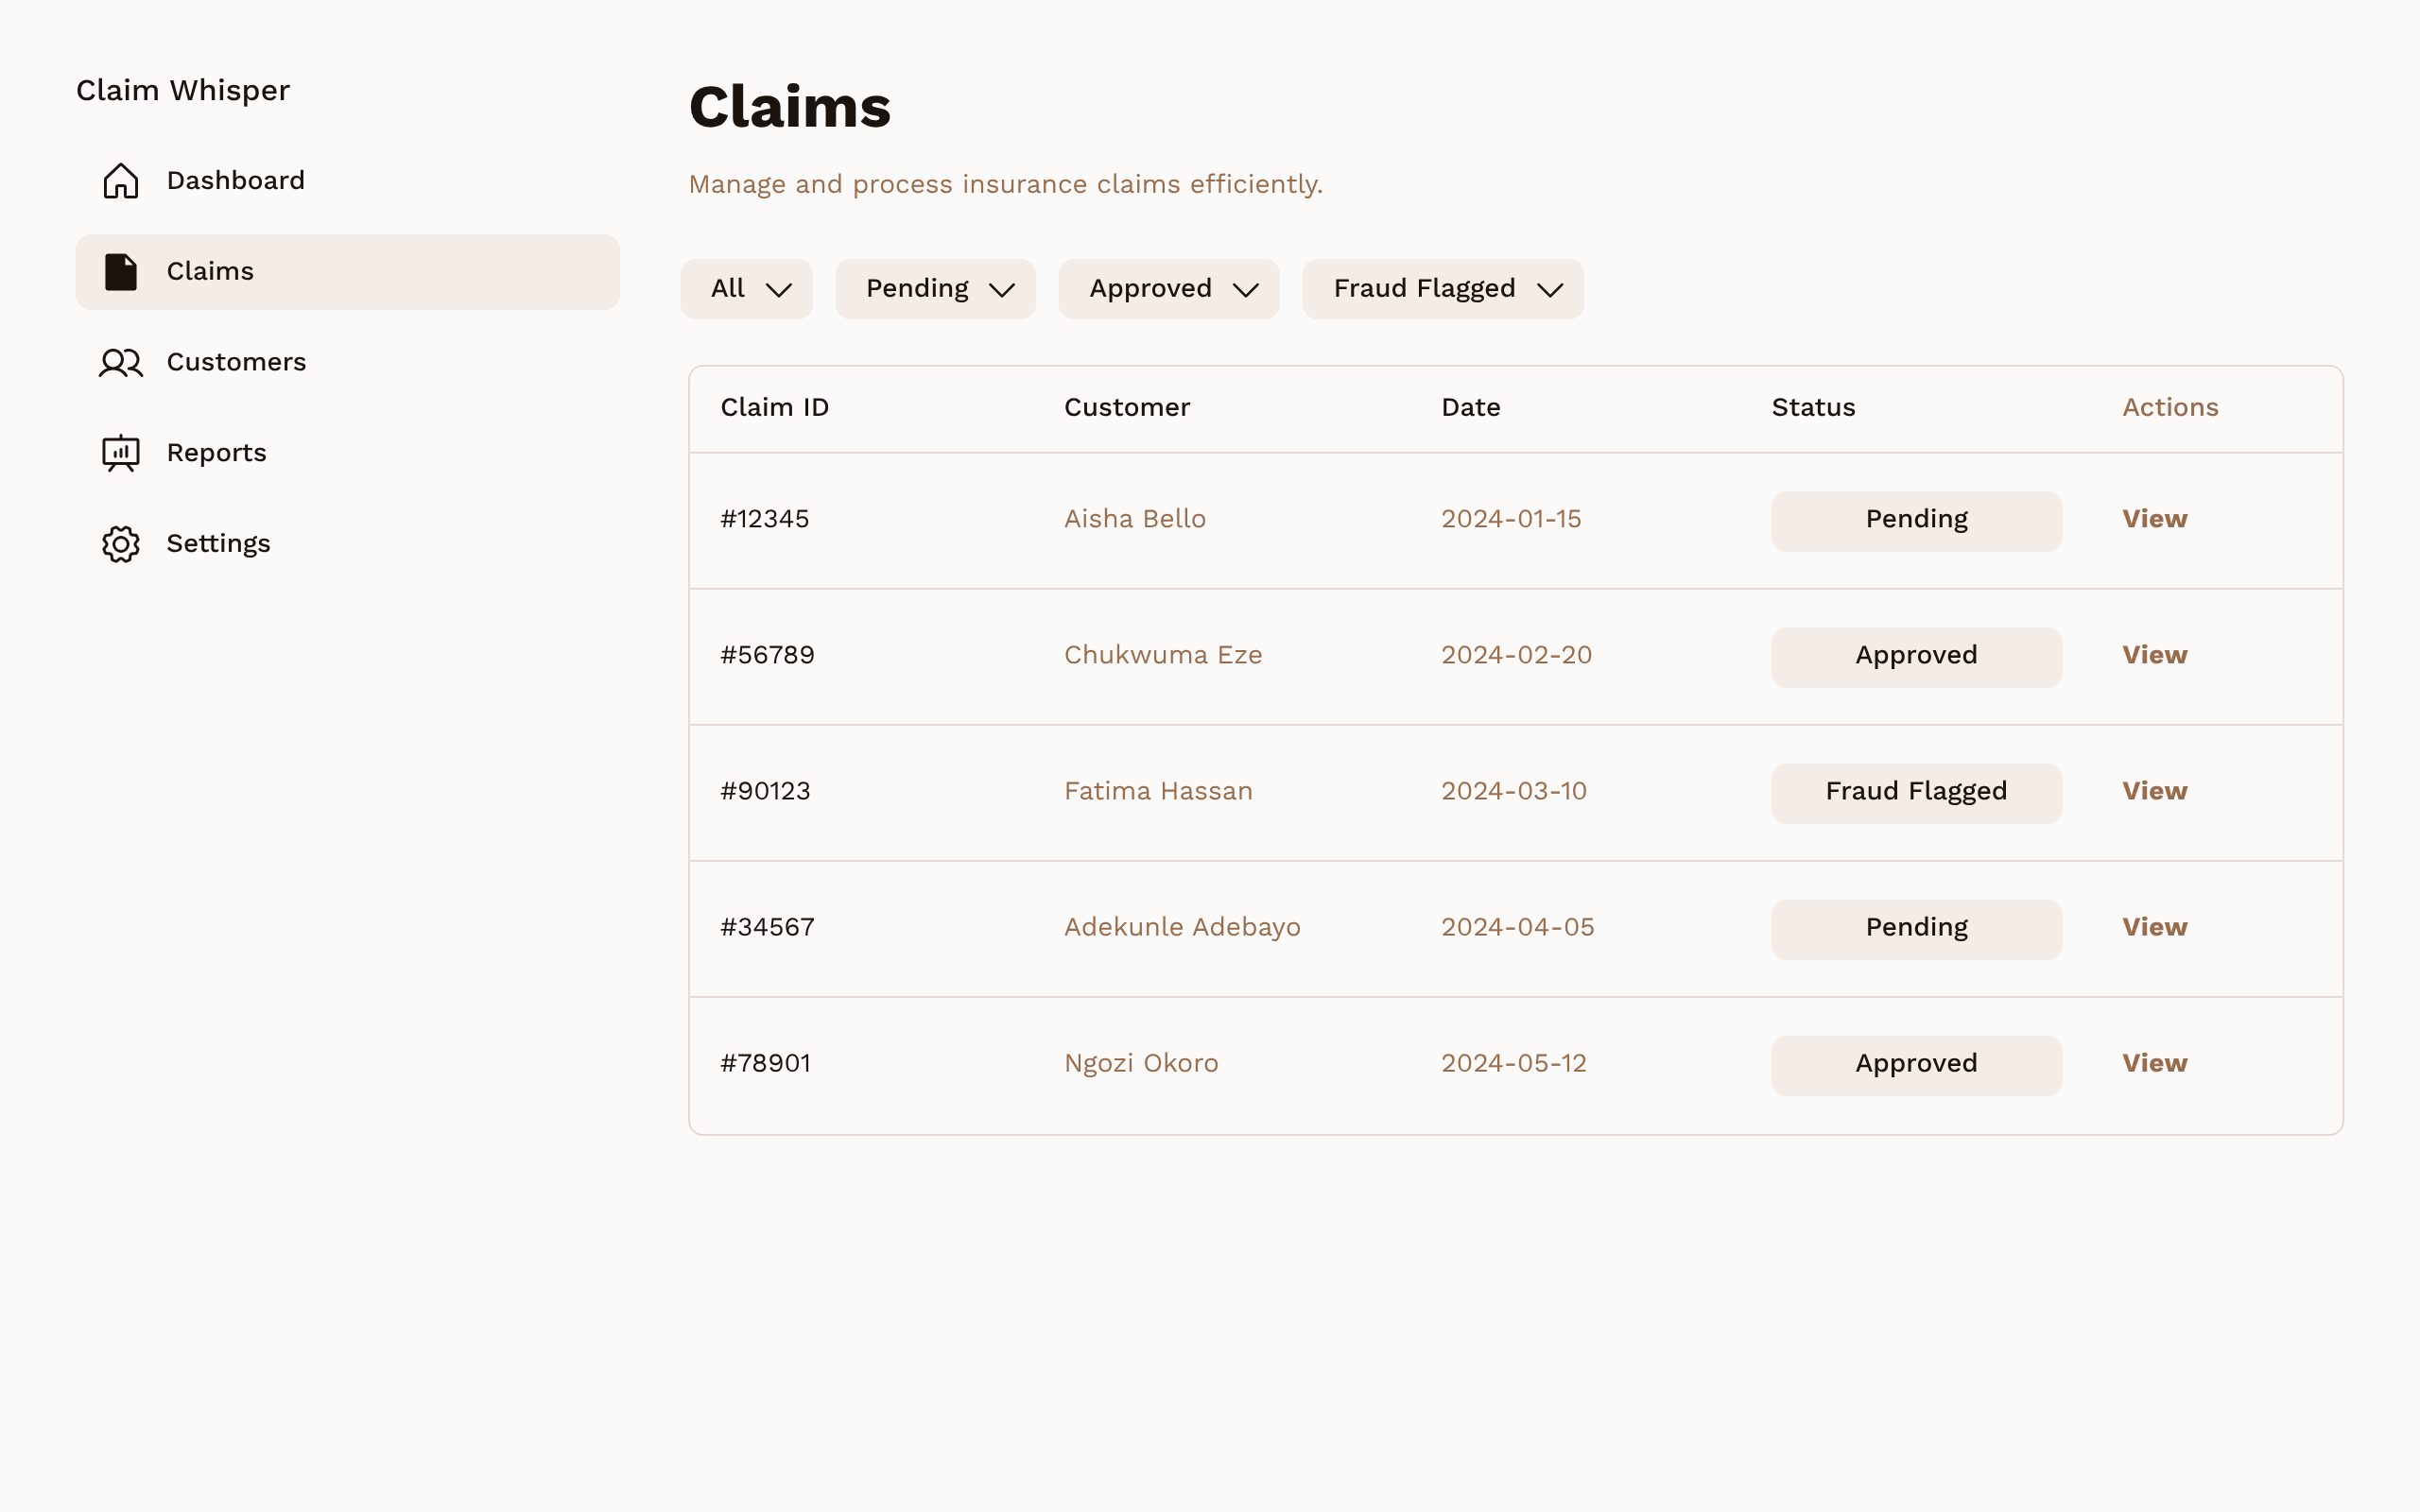 Claim Whisper
Dashboard
Claims
Customers
Reports
Settings
Claims
Manage and process insurance claims efficiently.
All Pending Approved Fraud Flagged
Claim ID Customer Date Status Actions
#12345 Aisha Bello 2024-01-15 Pending View
#56789 Chukwuma Eze 2024-02-20 Approved View
#90123 Fatima Hassan 2024-03-10 Fraud Flagged View
#34567 Adekunle Adebayo 2024-04-05 Pending View
#78901 Ngozi Okoro 2024-05-12 Approved View